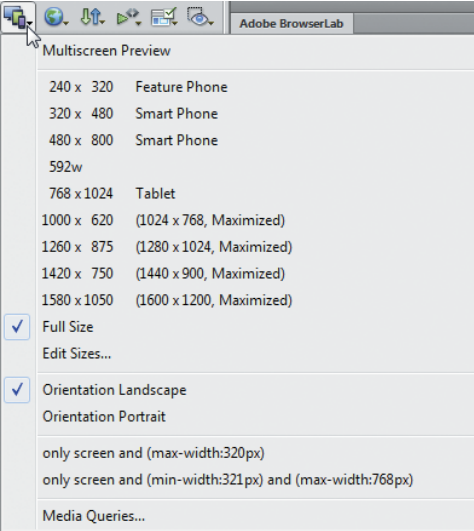 Adobe BrowserLab
Multiscreen Preview
240 x 320 Feature Phone
320 x 480 Smart Phone
480 x 800 Smart Phone
592w
768 x 1024 Tablet
1000 x 620 (1024 x 768, Maximized)
1260 x 875 (1280 x 1024, Maximized)
1420 x 750 (1440 x 900, Maximized)
1580 x 1050 (1600 x 1200, Maximized)
Full Size
Edit Sizes...
Orientation Landscape
Orientation Portrait
only screen and (max-width:320px)
only screen and (min-width:321px) and (max-width:768px)
Media Queries...